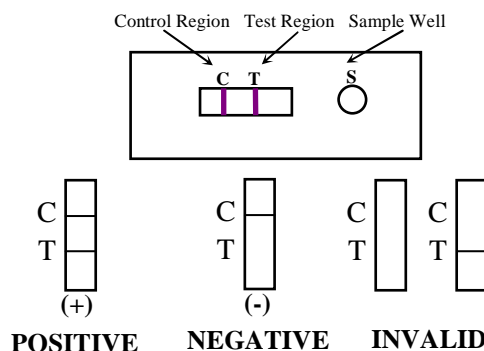 Control Region Test Region Sample Well
C T S
C C C C
T T T T
(+) (-)
POSITIVE NEGATIVE INVALID